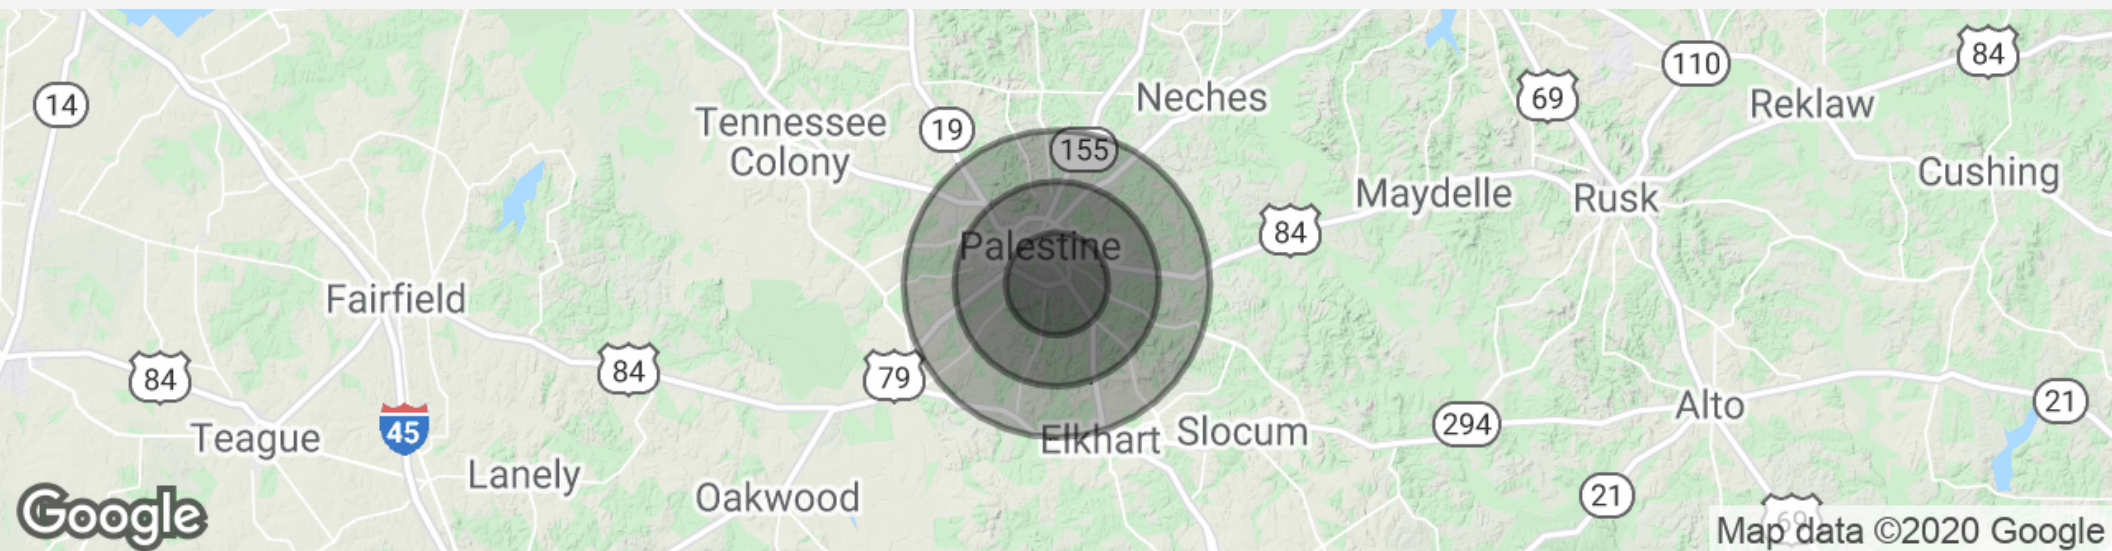 84
14
110
69
Neches
Reklaw
Tennessee
Colony
19
155
Cushing
Maydelle
Rusk
84
Palestine
Fairfield
84
84
79
Teague
45
Elkhart
Slocum
294
Alto
21
Lanely
Oakwood
21
69
Google
Map data ©2020 Google